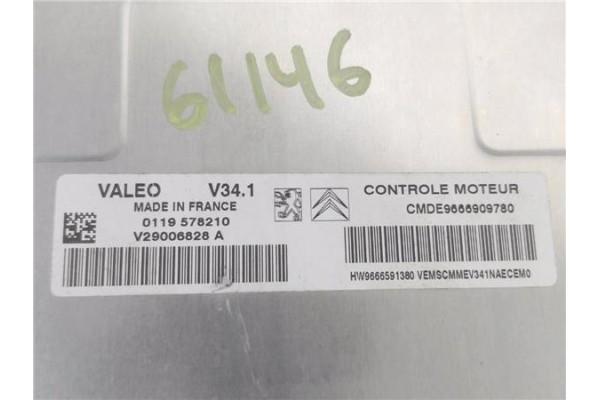 61146
VALEO V34.1
MADE IN FRANCE
0119 578210
V29006828 A
CONTROLE MOTEUR
CMDE9666909780
HW9666591380 VEMSCMMEV341NAECEM0